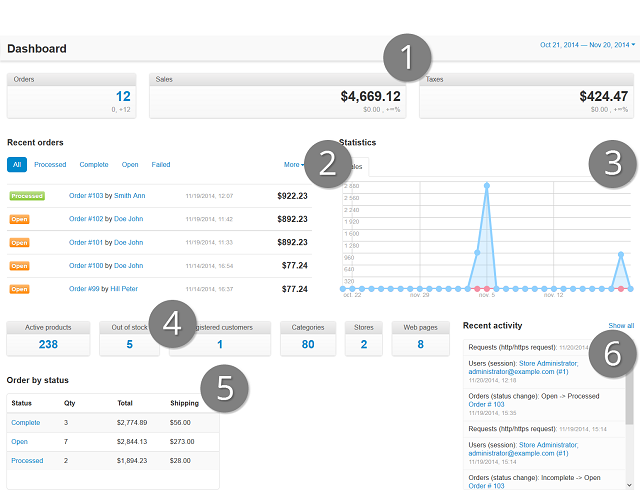 Dashboard
Oct 21, 2014 — Nov 20, 2014
1
Orders
12
0, +12
Sales
$4,669.12
$0.00 , +∞%
Taxes
$424.47
$0.00 , +∞%
Recent orders
2
All Processed Complete Open Failed More
Processed Order #103 by Smith Ann 11/19/2014, 12:07 $922.23
Open Order #102 by Doe John 11/19/2014, 11:42 $892.23
Open Order #101 by Doe John 11/19/2014, 11:33 $892.23
Open Order #100 by Doe John 11/14/2014, 16:54 $77.24
Open Order #99 by Hill Peter 11/14/2014, 16:37 $77.24
Statistics
3
2 880
2 560
2 240
1 920
1 600
1 280
960
640
320
oct. 22 nov. 29 nov. 5 nov. 12
4
Active products
238
Out of stock
5
customers
1
Categories
80
Stores
2
Web pages
8
Order by status
5
Status Qty Total Shipping
Complete 3 $2,774.89 $56.00
Open 7 $2,844.13 $273.00
Processed 2 $1,894.23 $28.00
Recent activity
Show all
6
Requests (http/https request): 11/20/2014,
Users (session): Store Administrator;
administrator@example.com (#1)
11/20/2014, 12:18
Orders (status change): Open -> Processed
Order # 103
11/19/2014, 15:35
Requests (http/https request): 11/19/2014, 15:14
Users (session): Store Administrator;
administrator@example.com (#1)
11/19/2014, 15:14
Orders (status change): Incomplete -> Open
Order # 103